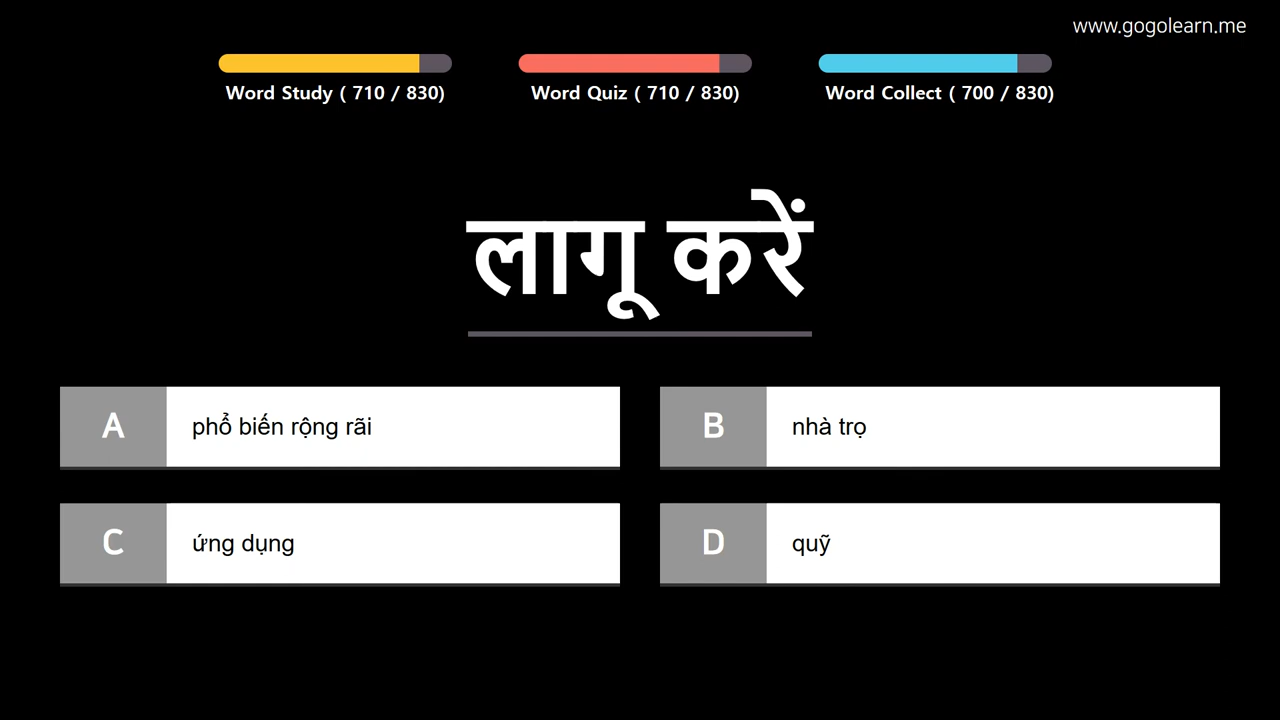 www.gogolearn.me
Word Study ( 710 / 830)
Word Quiz ( 710 / 830)
Word Collect ( 700 / 830)
लागू करें
A
phổ biến rộng rãi
B
nhà trọ
C
ứng dụng
D
quỹ